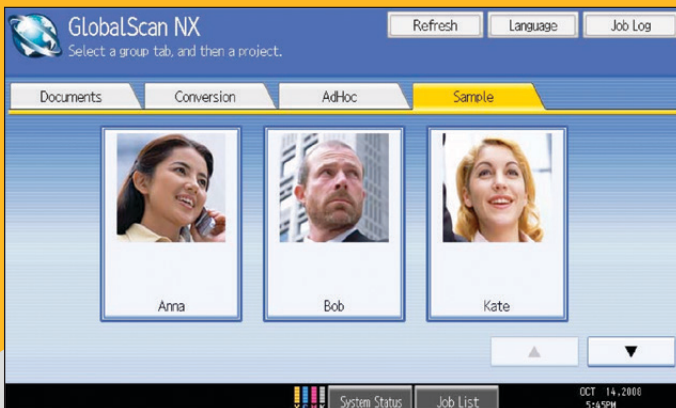 GlobalScan NX
Select a group tab, and then a project.
Refresh Language Job Log
Documents Conversion AdHoc Sample
Anna Bob Kate
System Status Job List
OCT 14,2008
5:45PM